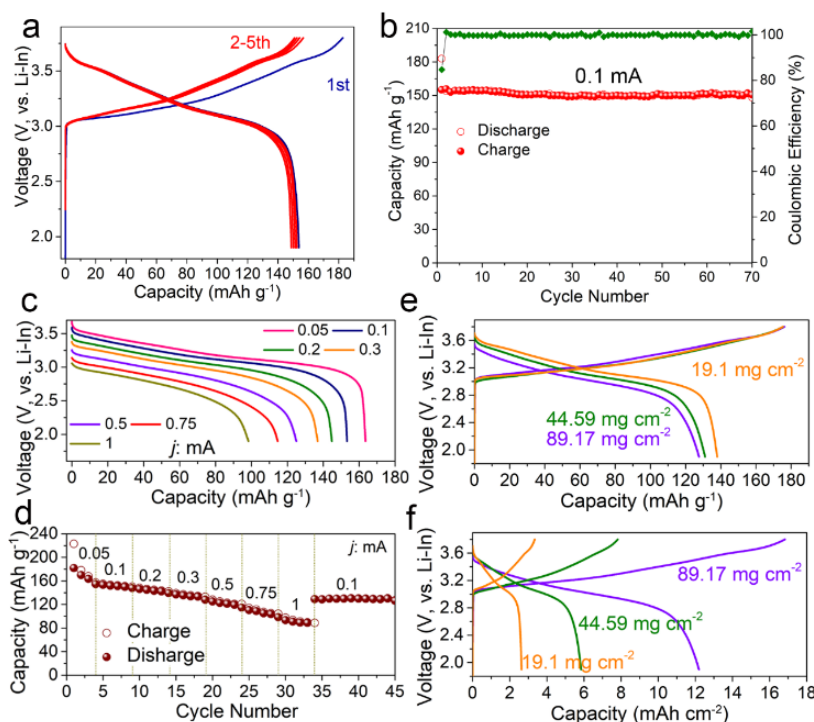 a
2-5th
1st
Voltage (V, vs. Li-In)
3.5
3.0
2.5
2.0
0 20 40 60 80 100 120 140 160 180
Capacity (mAh g⁻¹)
b
Capacity (mAh g⁻¹)
210
180
150
120
90
60
30
0
0.1 mA
Discharge
Charge
100
80
60
40
20
0
Coulombic Efficiency (%)
0 10 20 30 40 50 60 70
Cycle Number
c
Voltage (V, vs. Li-In)
3.5
3.0
2.5
2.0
0.05 0.1
0.2 0.3
0.5 0.75
1 j: mA
0 20 40 60 80 100 120 140 160 180
Capacity (mAh g⁻¹)
d
Capacity (mAh g⁻¹)
240
200
160
120
80
40
0
j: mA
0.05 0.1 0.2 0.3 0.5 0.75 1 0.1
Charge
Disharge
0 5 10 15 20 25 30 35 40 45
Cycle Number
e
Voltage (V, vs. Li-In)
3.6
3.2
2.8
2.4
2.0
19.1 mg cm⁻²
44.59 mg cm⁻²
89.17 mg cm⁻²
0 20 40 60 80 100 120 140 160 180
Capacity (mAh g⁻¹)
f
Voltage (V, vs. Li-In)
3.6
3.2
2.8
2.4
2.0
89.17 mg cm⁻²
44.59 mg cm⁻²
19.1 mg cm⁻²
0 2 4 6 8 10 12 14 16 18
Capacity (mAh cm⁻²)